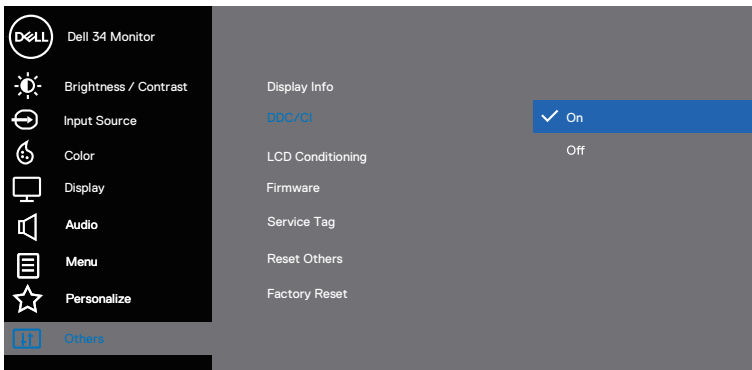 DELL
Dell 34 Monitor
Brightness / Contrast
Input Source
Color
Display
Audio
Menu
Personalize
Others
Display Info
DDC/CI
LCD Conditioning
Firmware
Service Tag
Reset Others
Factory Reset
On
Off